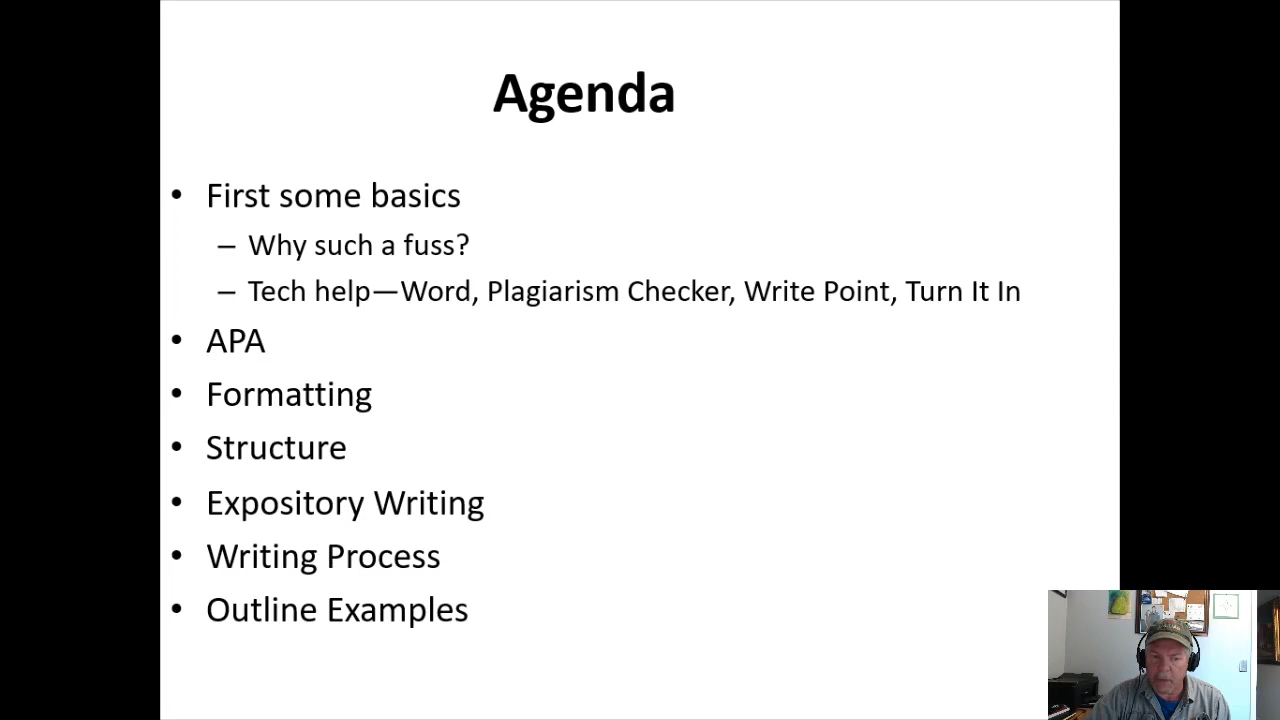 Agenda
• First some basics
– Why such a fuss?
– Tech help—Word, Plagiarism Checker, Write Point, Turn It In
• APA
• Formatting
• Structure
• Expository Writing
• Writing Process
• Outline Examples